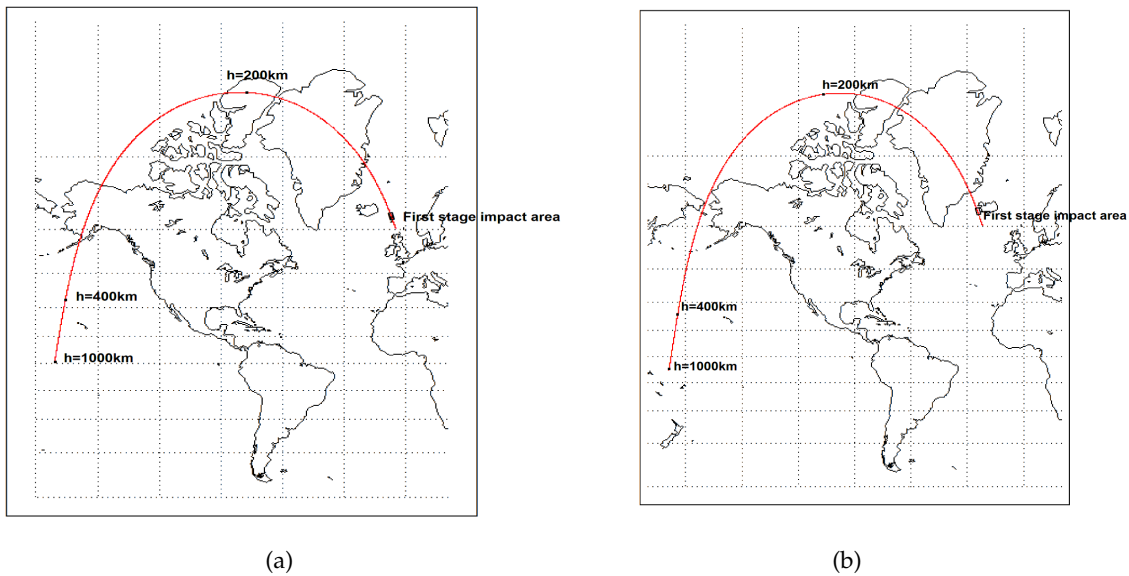 h=200km
First stage impact area
h=400km
h=1000km
(a)
h=200km
First stage impact area
h=400km
h=1000km
(b)